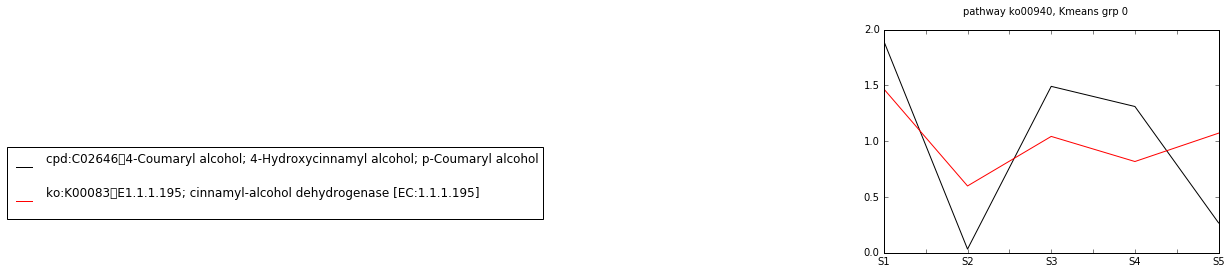 pathway ko00940, Kmeans grp 0
2.0
1.5
1.0
0.5
0.0
S1 S2 S3 S4 S5
cpd:C02646▯4-Coumaryl alcohol; 4-Hydroxycinnamyl alcohol; p-Coumaryl alcohol
ko:K00083▯E1.1.1.195; cinnamyl-alcohol dehydrogenase [EC:1.1.1.195]